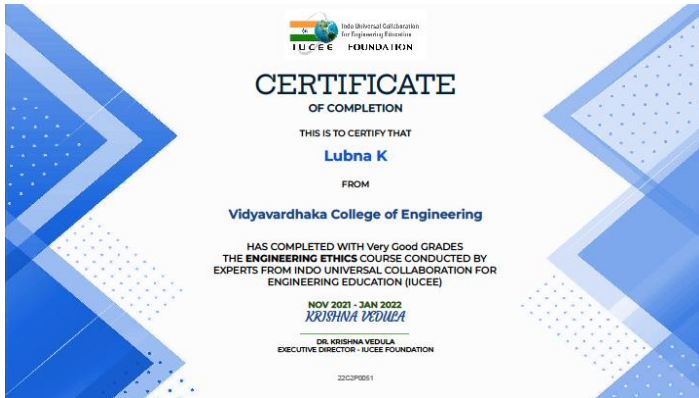 Indo Universal Collaboration
for Engineering Education
IUCEE FOUNDATION
CERTIFICATE
OF COMPLETION
THIS IS TO CERTIFY THAT
Lubna K
FROM
Vidyavardhaka College of Engineering
HAS COMPLETED WITH Very Good GRADES
THE ENGINEERING ETHICS COURSE CONDUCTED BY
EXPERTS FROM INDO UNIVERSAL COLLABORATION FOR
ENGINEERING EDUCATION (IUCEE)
NOV 2021 - JAN 2022
KRISHNA VEDULA
DR. KRISHNA VEDULA
EXECUTIVE DIRECTOR - IUCEE FOUNDATION
22C2P0051